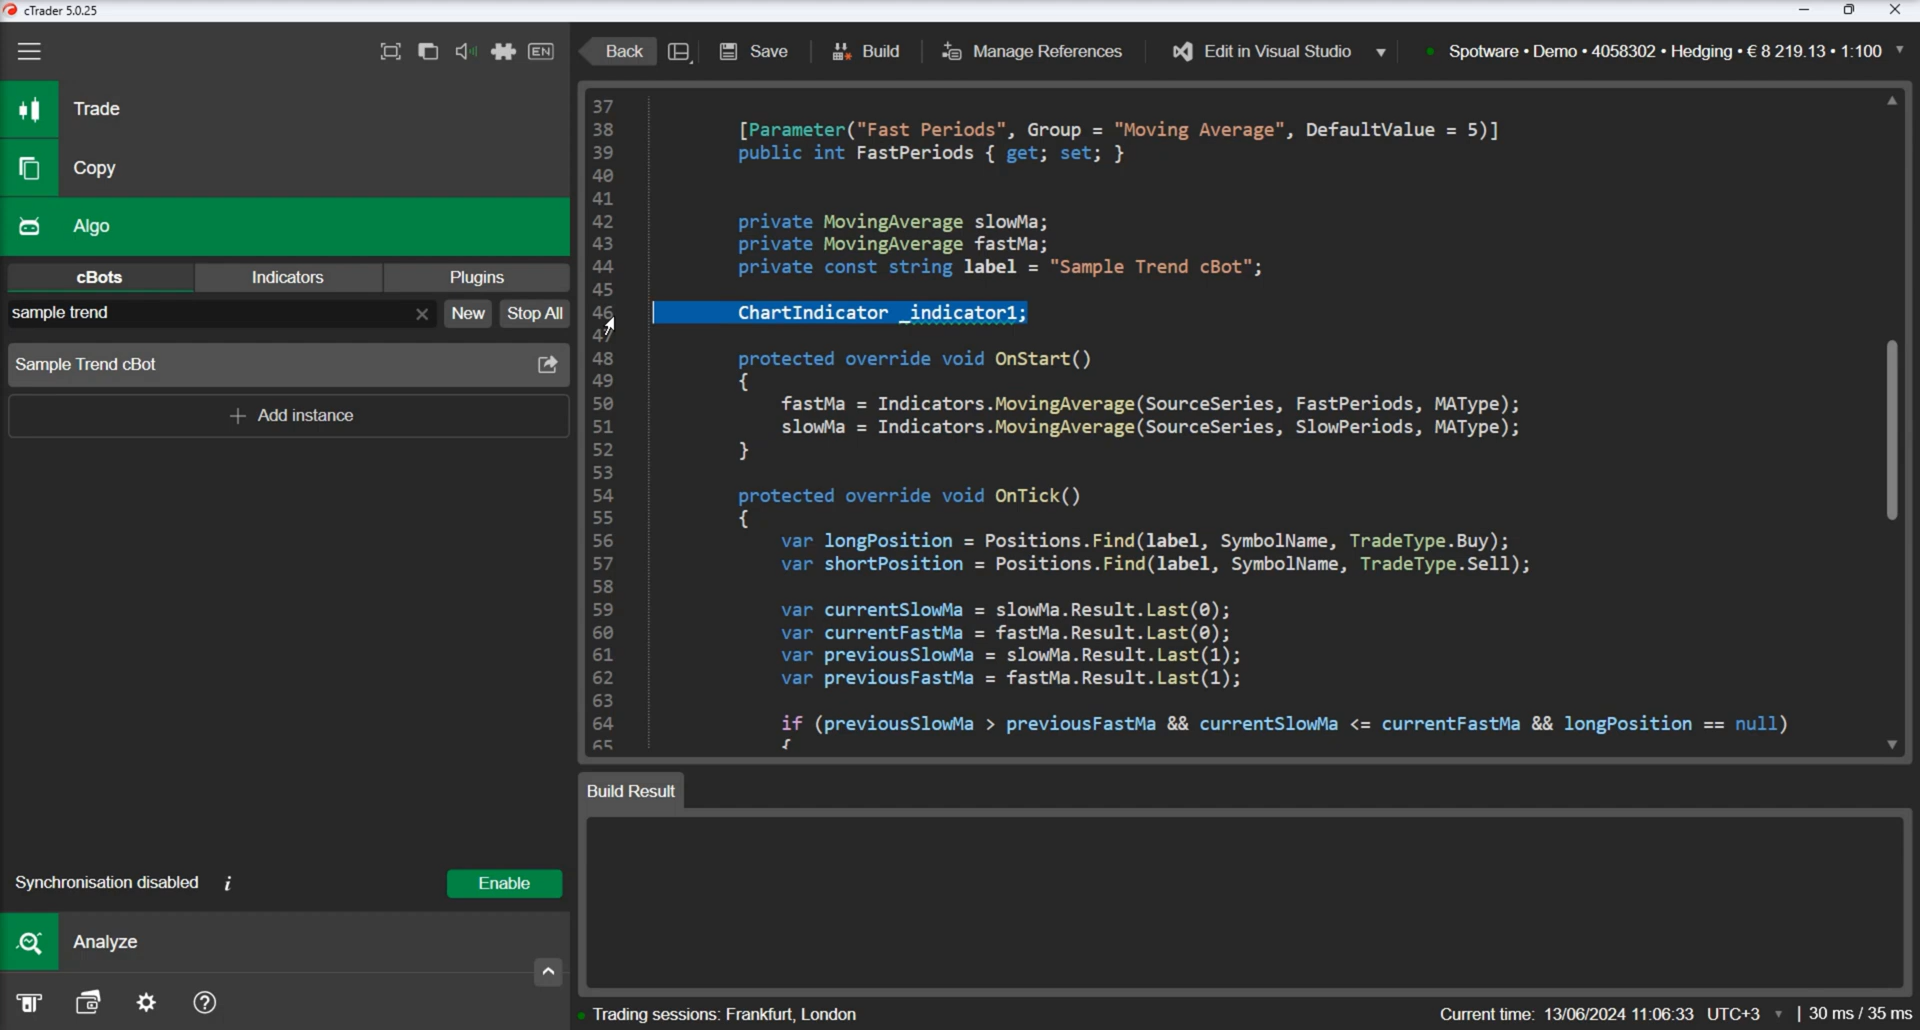 cTrader 5.0.25
EN
Back
Save
Build
Manage References
Edit in Visual Studio
Spotware • Demo • 4058302 • Hedging • € 8 219.13 • 1:100
Trade
Copy
Algo
cBots
Indicators
Plugins
sample trend
New
Stop All
Sample Trend cBot
Add instance
Synchronisation disabled
i
Enable
Analyze
37
38 [Parameter("Fast Periods", Group = "Moving Average", DefaultValue = 5)]
39 public int FastPeriods { get; set; }
40
41
42 private MovingAverage slowMa;
43 private MovingAverage fastMa;
44 private const string label = "Sample Trend cBot";
45
46 ChartIndicator _indicator1;
47
48 protected override void OnStart()
49 {
50 fastMa = Indicators.MovingAverage(SourceSeries, FastPeriods, MAType);
51 slowMa = Indicators.MovingAverage(SourceSeries, SlowPeriods, MAType);
52 }
53
54 protected override void OnTick()
55 {
56 var longPosition = Positions.Find(label, SymbolName, TradeType.Buy);
57 var shortPosition = Positions.Find(label, SymbolName, TradeType.Sell);
58
59 var currentSlowMa = slowMa.Result.Last(0);
60 var currentFastMa = fastMa.Result.Last(0);
61 var previousSlowMa = slowMa.Result.Last(1);
62 var previousFastMa = fastMa.Result.Last(1);
63
64 if (previousSlowMa > previousFastMa && currentSlowMa <= currentFastMa && longPosition == null)
65 {
Build Result
Trading sessions: Frankfurt, London
Current time: 13/06/2024 11:06:33 UTC+3
30 ms / 35 ms